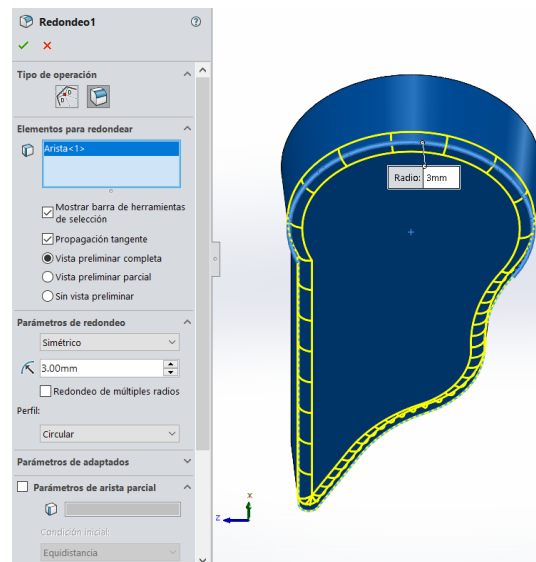 Redondeo1
Tipo de operación
Elementos para redondear
Arista<1>
Mostrar barra de herramientas
de selección
Propagación tangente
Vista preliminar completa
Vista preliminar parcial
Sin vista preliminar
Parámetros de redondeo
Simétrico
3.00mm
Redondeo de múltiples radios
Perfil:
Circular
Parámetros de adaptados
Parámetros de arista parcial
Condición inicial:
Equidistancia
Radio: 3mm
x
z